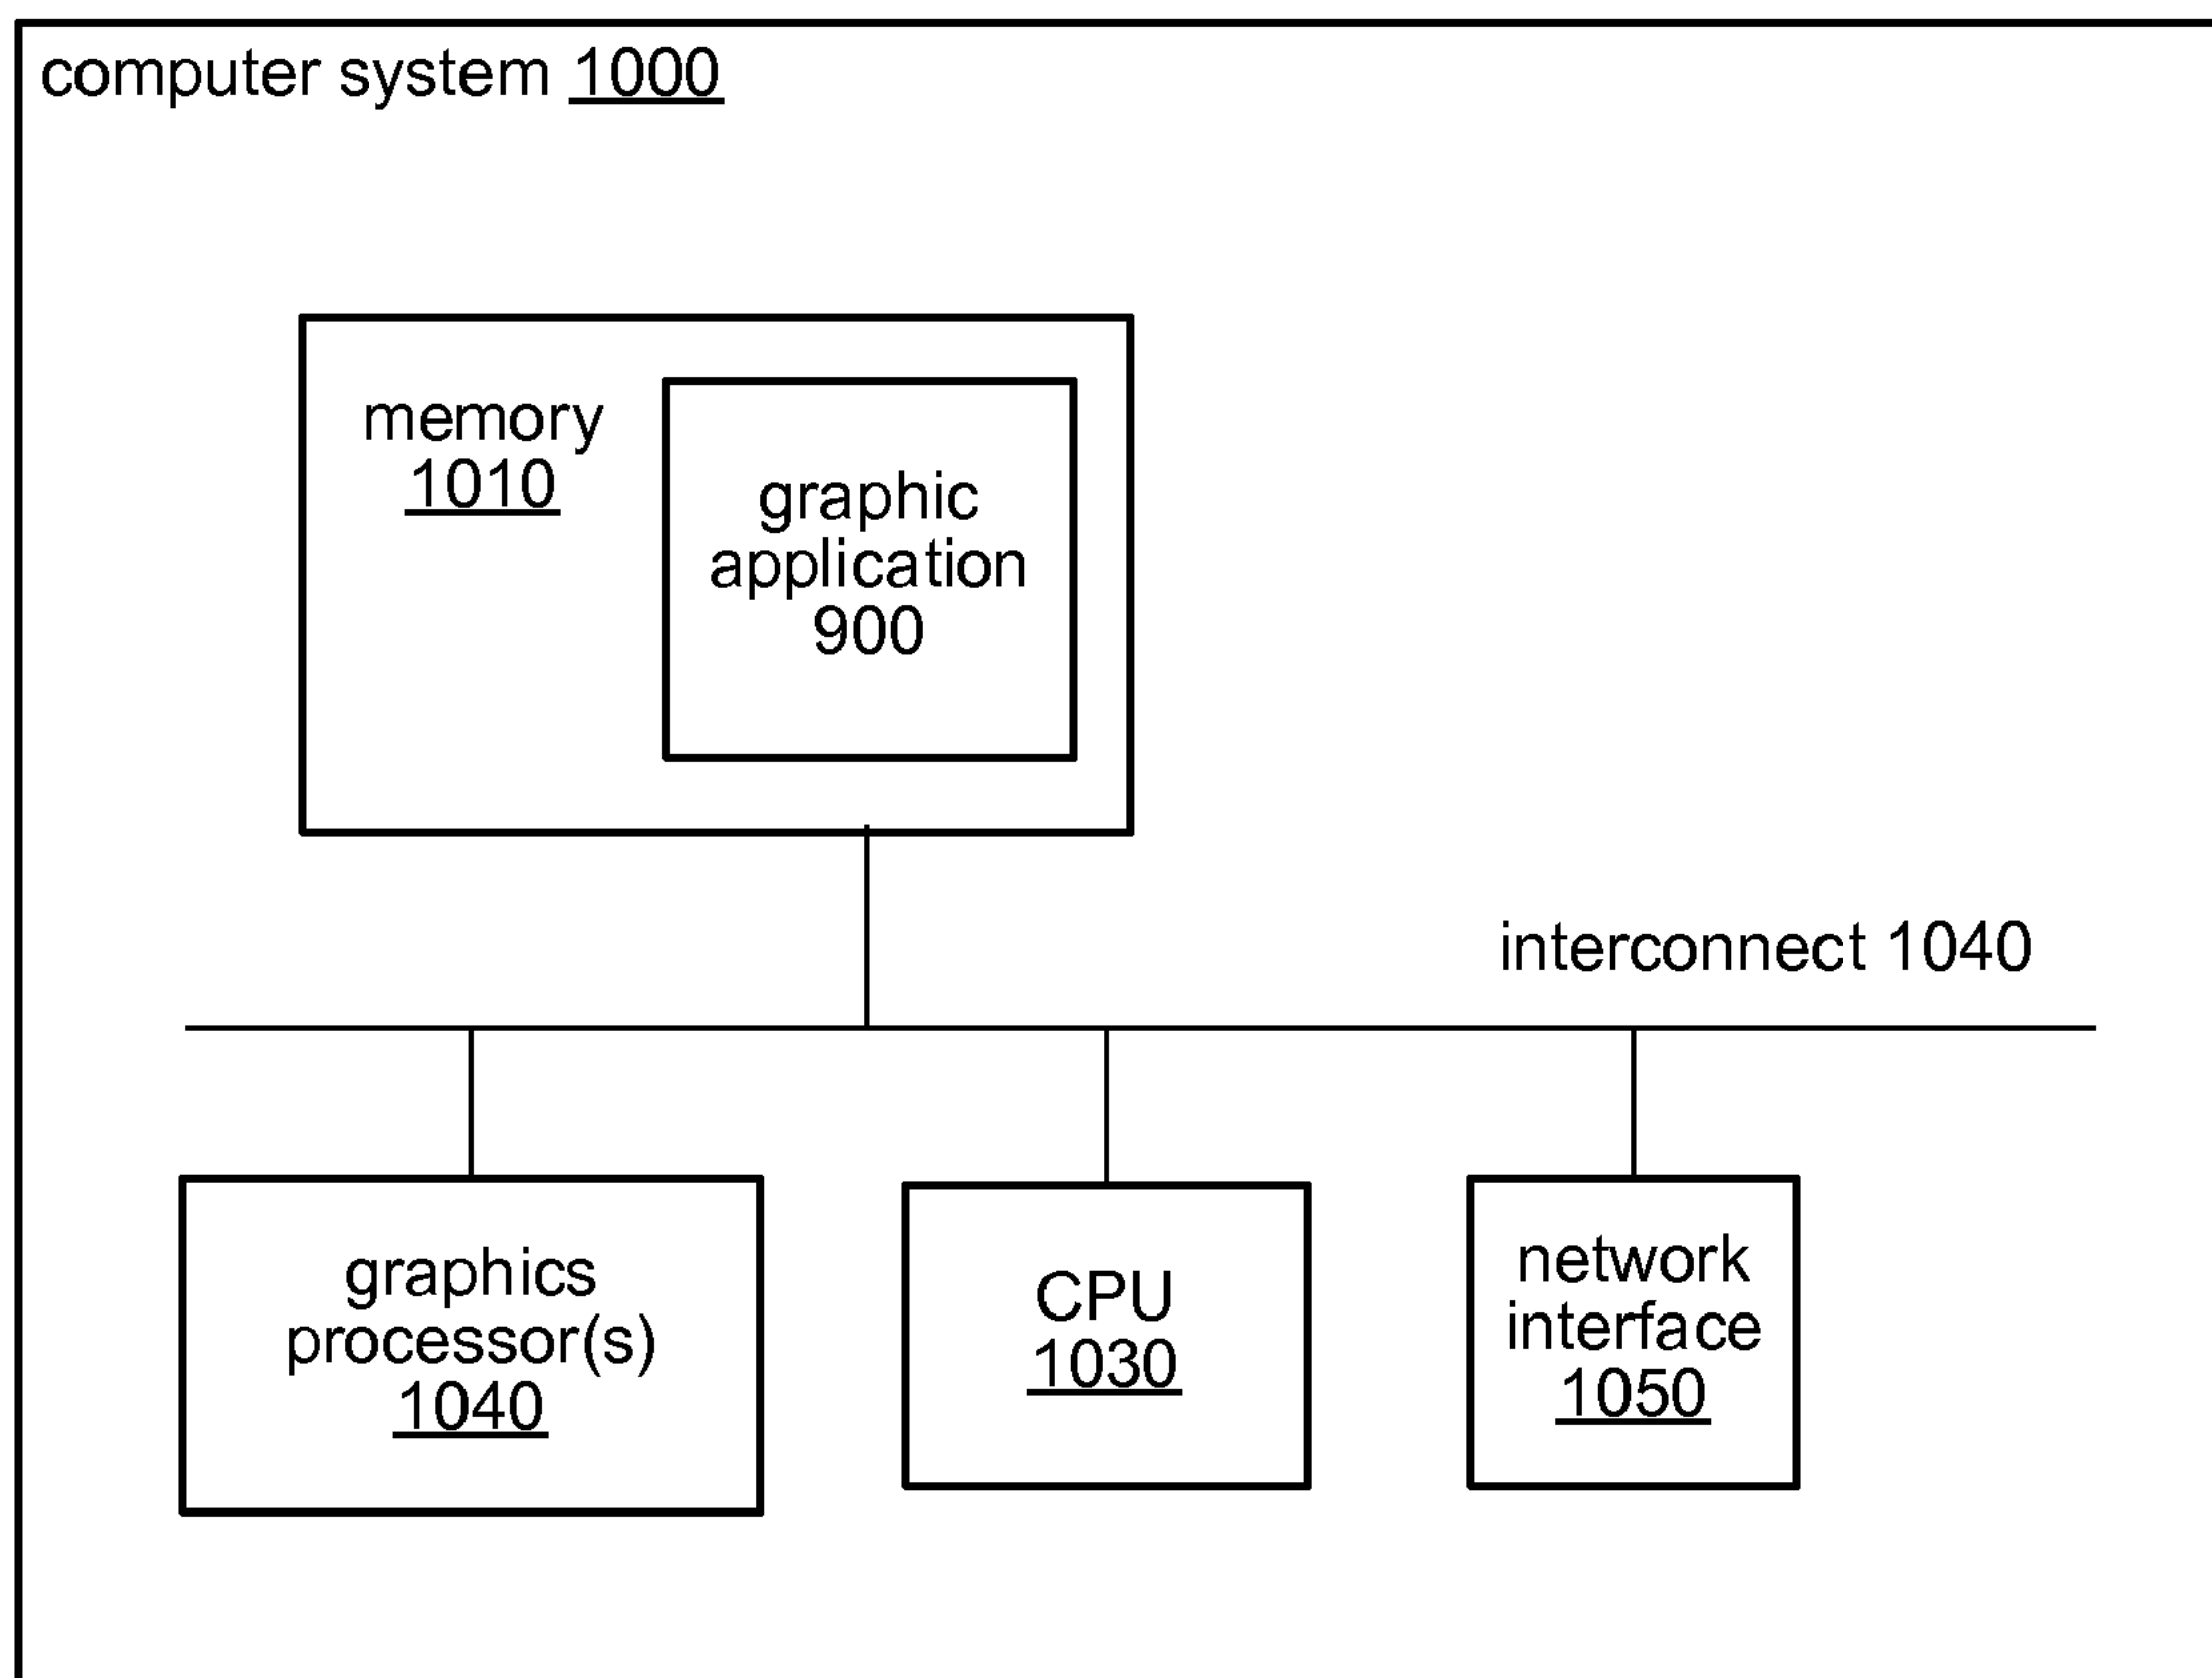 computer system 1000
memory
1010
graphic
application
900
interconnect 1040
graphics
processor(s)
1040
CPU
1030
network
interface
1050